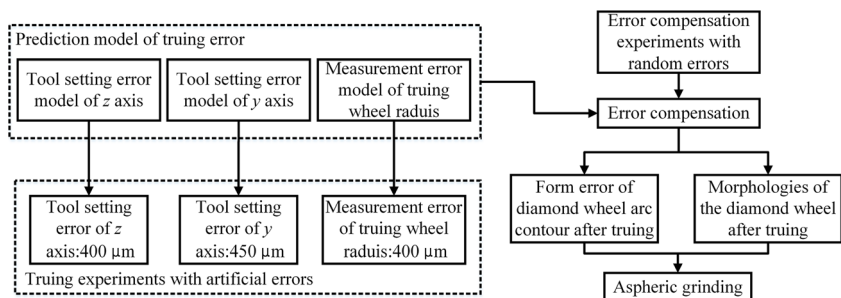 Prediction model of truing error
Tool setting error
model of z axis
Tool setting error
model of y axis
Measurement error
model of truing
wheel raduis
Tool setting
error of z
axis:400 μm
Tool setting
error of y
axis:450 μm
Measurement error
of truing wheel
raduis:400 μm
Truing experiments with artificial errors
Error compensation
experiments with
random errors
Error compensation
Form error of
diamond wheel arc
contour after truing
Morphologies of
the diamond wheel
after truing
Aspheric grinding